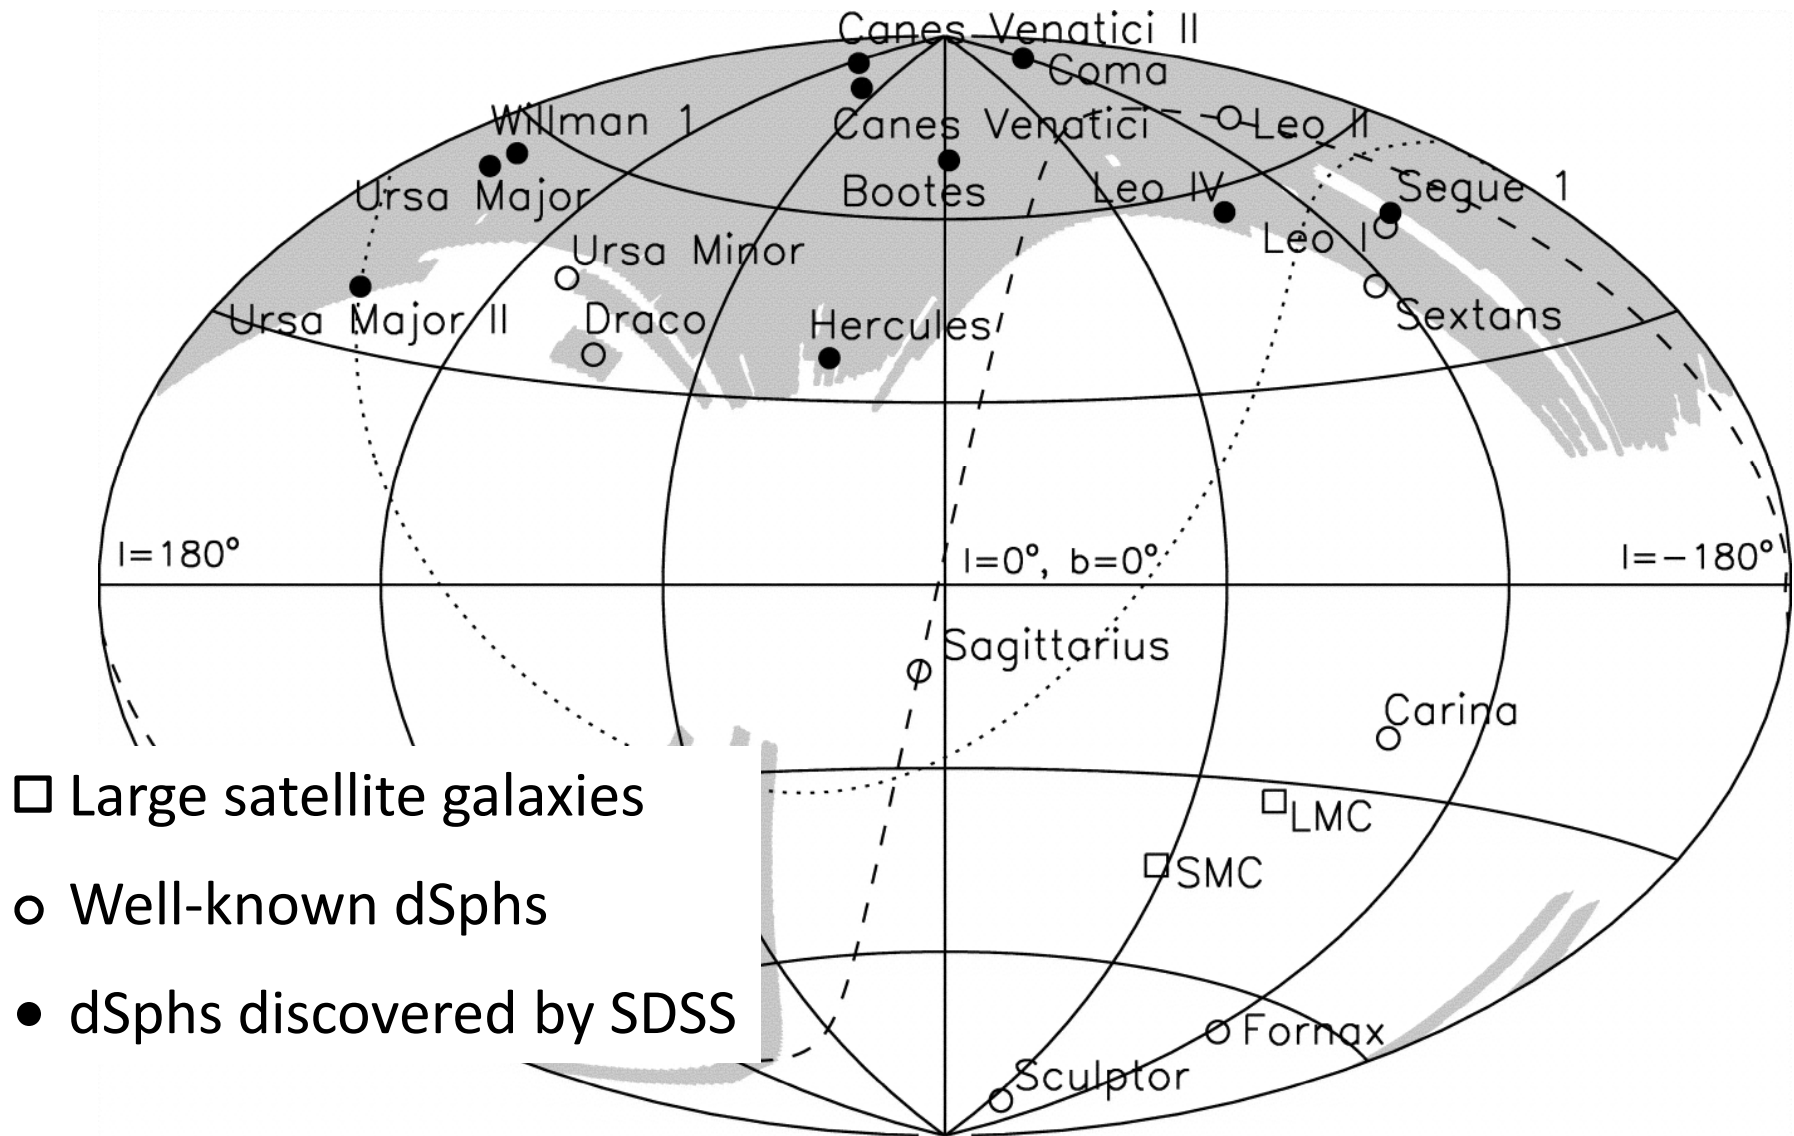 Canes Venatici II
Coma
Willman 1
Canes Venatici
Leo II
Ursa Major
Bootes
Leo IV
Segue 1
Ursa Minor
Leo I
Ursa Major II
Draco
Hercules
Sextans
l=180°
l=0°, b=0°
l=-180°
Sagittarius
Carina
Large satellite galaxies
LMC
SMC
Well-known dSphs
dSphs discovered by SDSS
Fornax
Sculptor